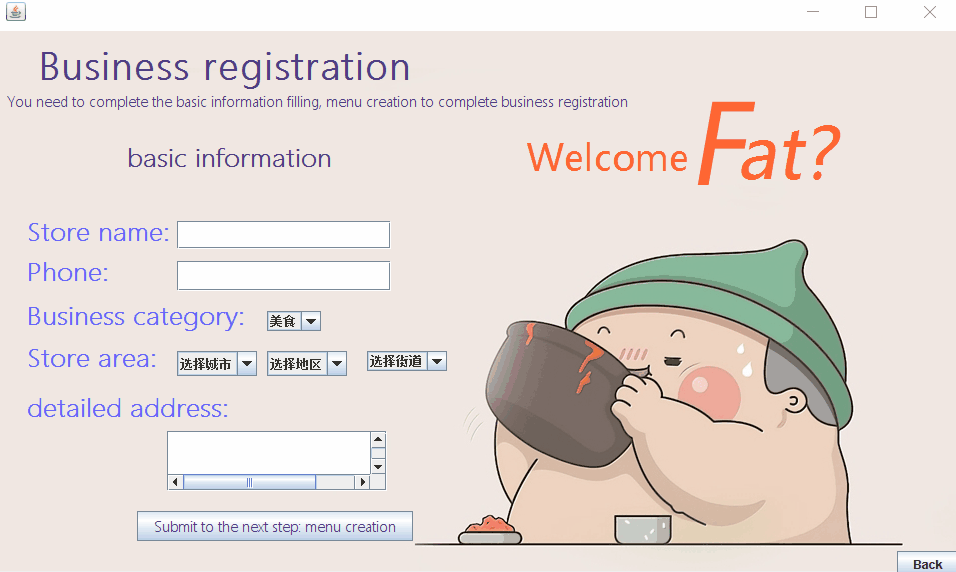 Business registration
You need to complete the basic information filling, menu creation to complete business registration
basic information
Welcome Fat?
Store name:
Phone:
Business category: 美食
Store area: 选择城市 选择地区 选择街道
detailed address:
Submit to the next step: menu creation
Back